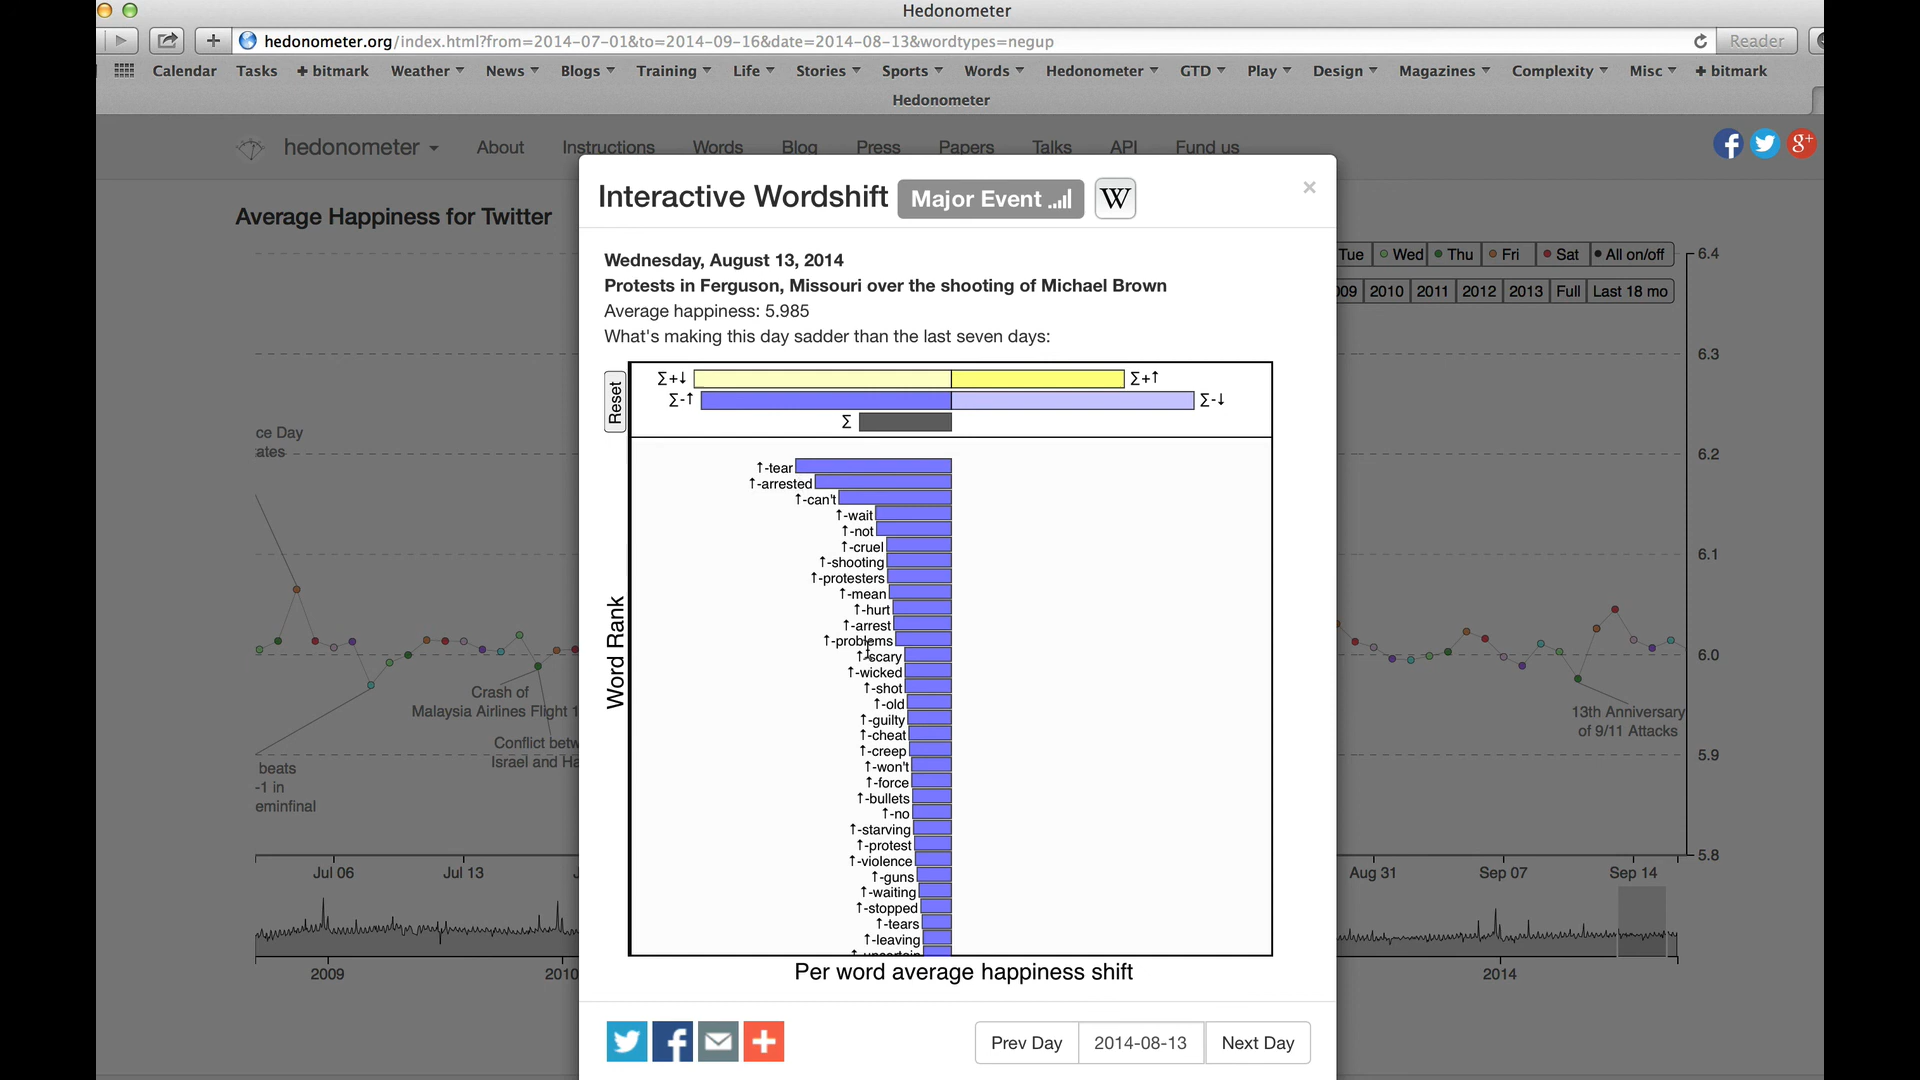 Hedonometer
hedonometer.org/index.html?from=2014-07-01&to=2014-09-16&date=2014-08-13&wordtypes=negup
Reader
Calendar Tasks + bitmark Weather News Blogs Training Life Stories Sports Words Hedonometer GTD Play Design Magazines Complexity Misc + bitmark
Hedonometer
hedonometer About Instructions Words Blog Press Papers Talks API Fund us
Interactive Wordshift Major Event W
×
Average Happiness for Twitter
Wednesday, August 13, 2014
Protests in Ferguson, Missouri over the shooting of Michael Brown
Average happiness: 5.985
What's making this day sadder than the last seven days:
Tue Wed Thu Fri Sat All on/off
09 2010 2011 2012 2013 Full Last 18 mo
Reset
∑+↓ ∑+↑
∑-↑ ∑-↓
∑
↑-tear
↑-arrested
↑-can't
↑-wait
↑-not
↑-cruel
↑-shooting
↑-protesters
↑-mean
↑-hurt
↑-arrest
↑-problems
↑-scary
↑-wicked
↑-shot
↑-old
↑-guilty
↑-cheat
↑-creep
↑-won't
↑-force
↑-bullets
↑-no
↑-starving
↑-protest
↑-violence
↑-guns
↑-waiting
↑-stopped
↑-tears
↑-leaving
Word Rank
Per word average happiness shift
ce Day
ates
Crash of
Malaysia Airlines Flight 1
Conflict betw
Israel and Ha
beats
-1 in
eminfinal
13th Anniversary
of 9/11 Attacks
6.4
6.3
6.2
6.1
6.0
5.9
5.8
Jul 06 Jul 13 Aug 31 Sep 07 Sep 14
2009 2010 2014
Prev Day 2014-08-13 Next Day